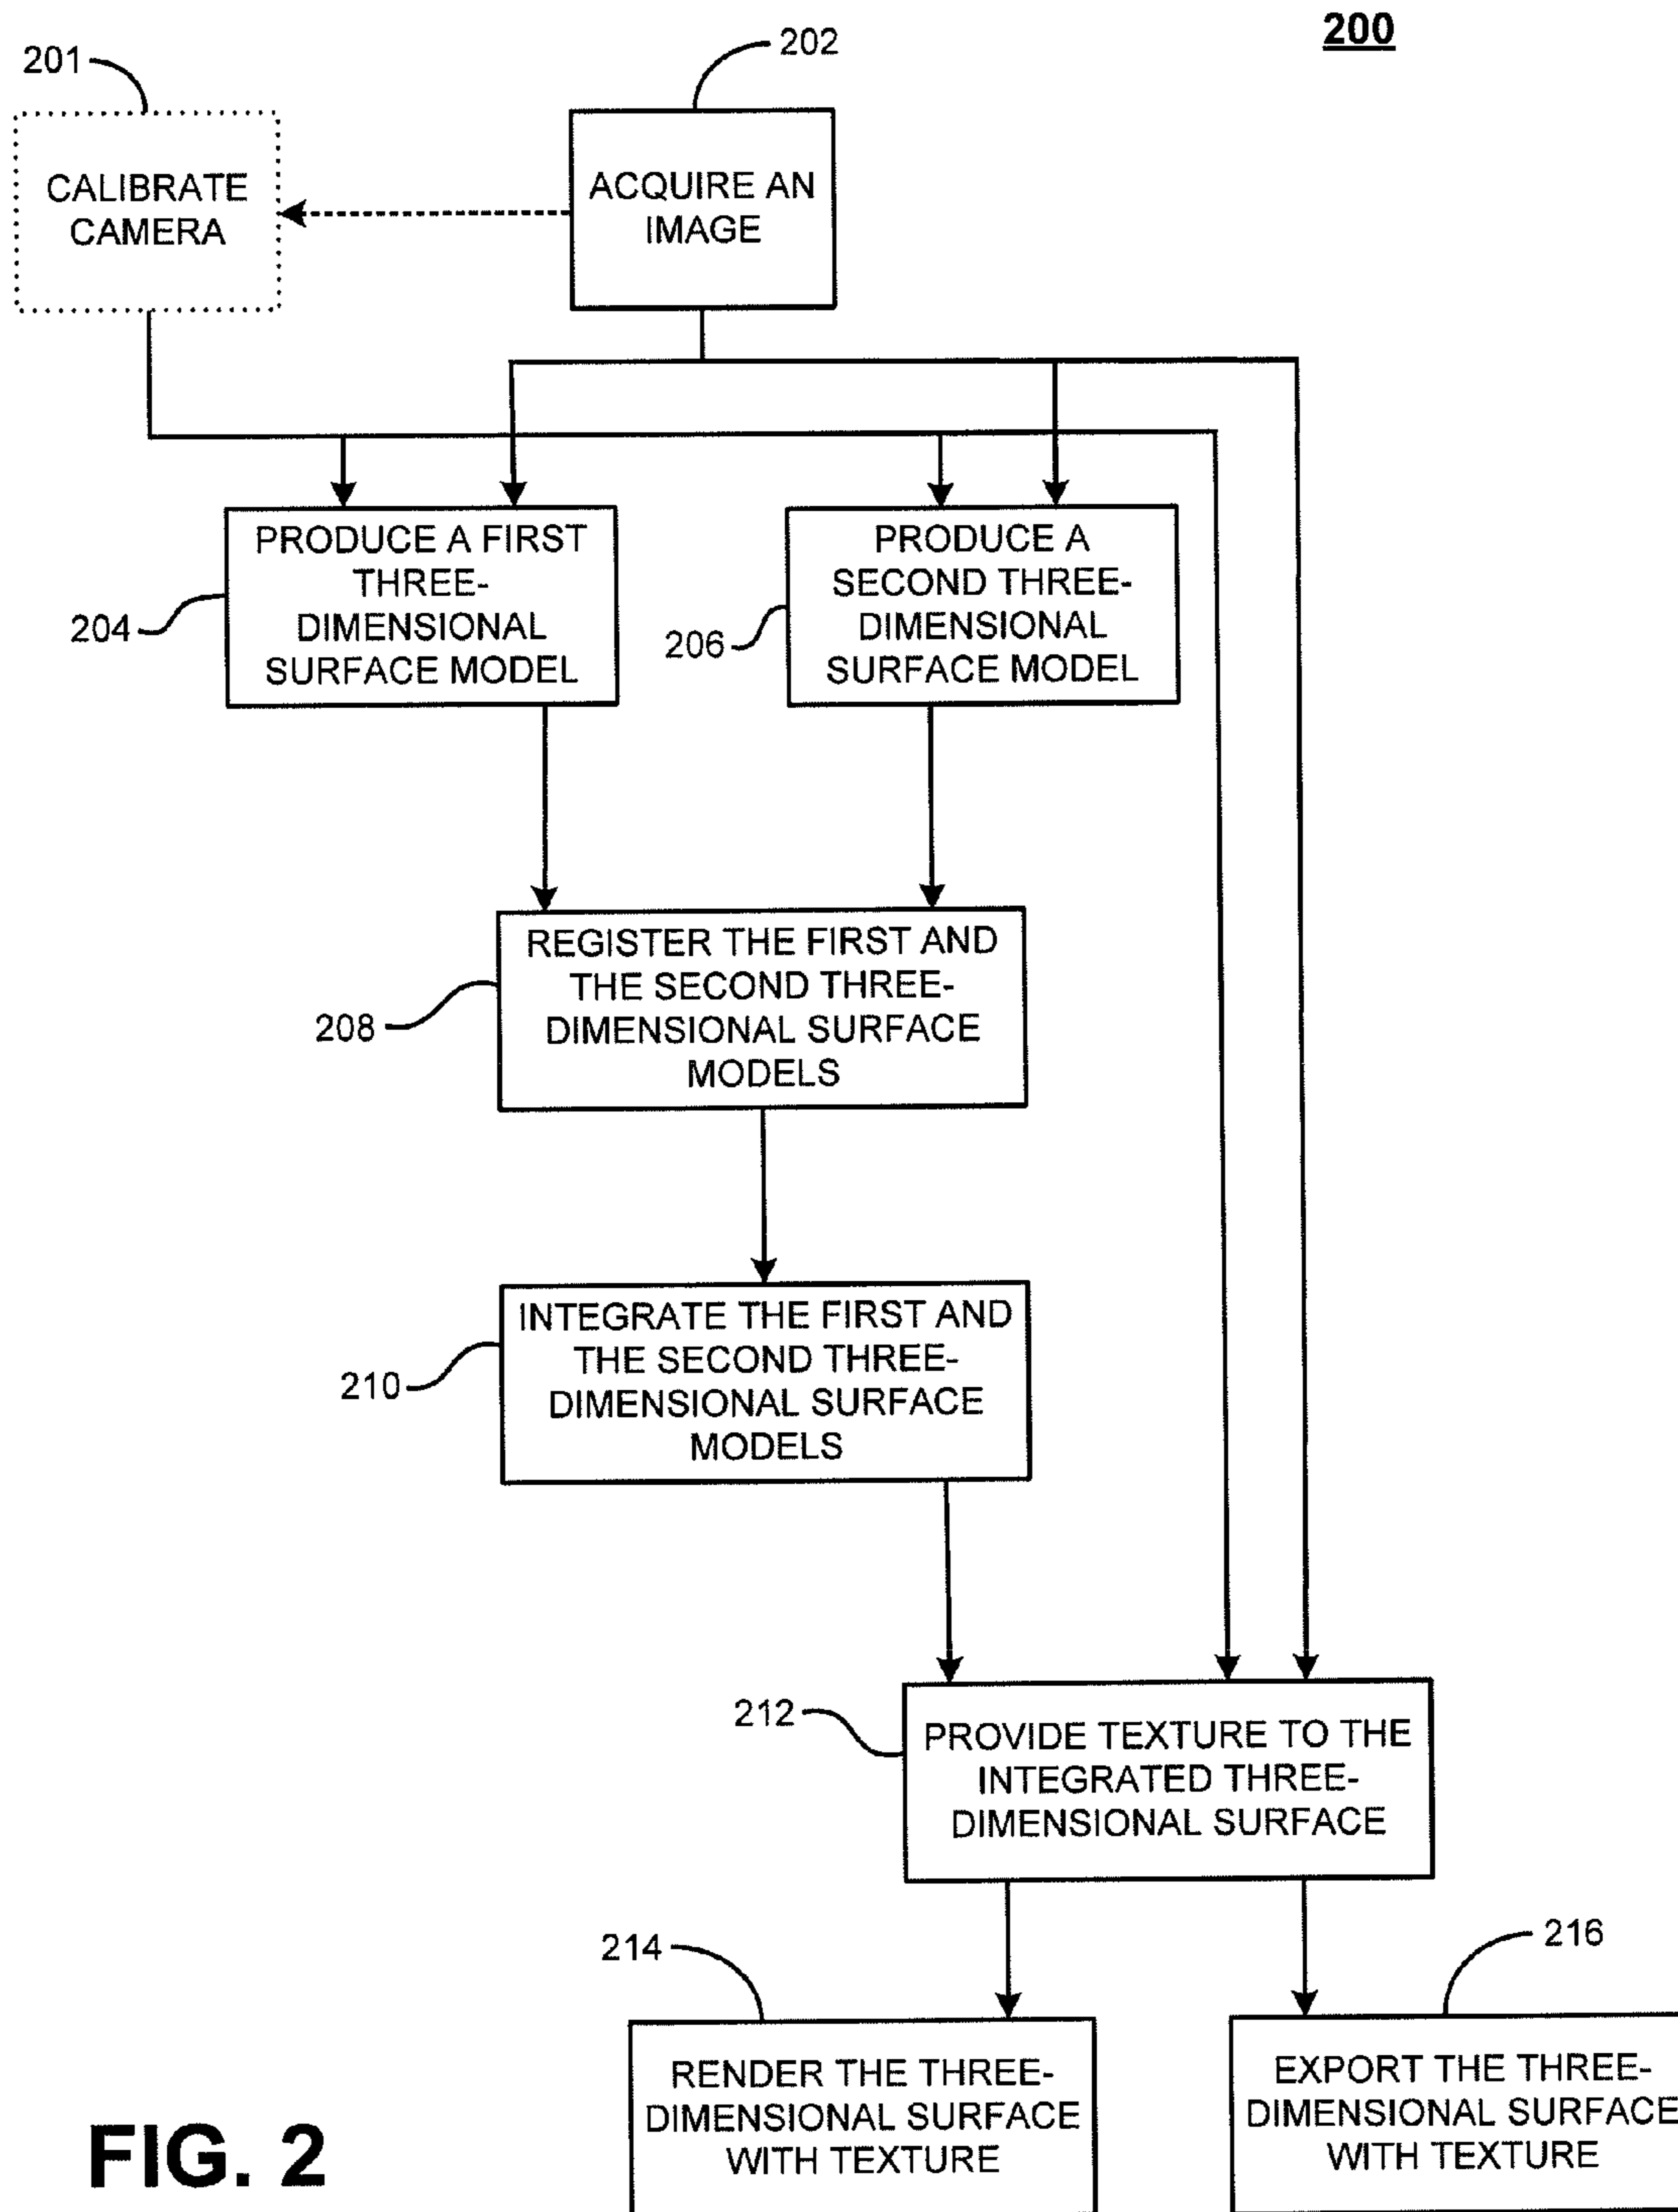 200
201
202
CALIBRATE
CAMERA
ACQUIRE AN
IMAGE
PRODUCE A FIRST
THREE-
DIMENSIONAL
SURFACE MODEL
204
PRODUCE A
SECOND THREE-
DIMENSIONAL
SURFACE MODEL
206
REGISTER THE FIRST AND
THE SECOND THREE-
DIMENSIONAL SURFACE
MODELS
208
INTEGRATE THE FIRST AND
THE SECOND THREE-
DIMENSIONAL SURFACE
MODELS
210
212
PROVIDE TEXTURE TO THE
INTEGRATED THREE-
DIMENSIONAL SURFACE
214
216
RENDER THE THREE-
DIMENSIONAL SURFACE
WITH TEXTURE
EXPORT THE THREE-
DIMENSIONAL SURFACE
WITH TEXTURE
FIG. 2